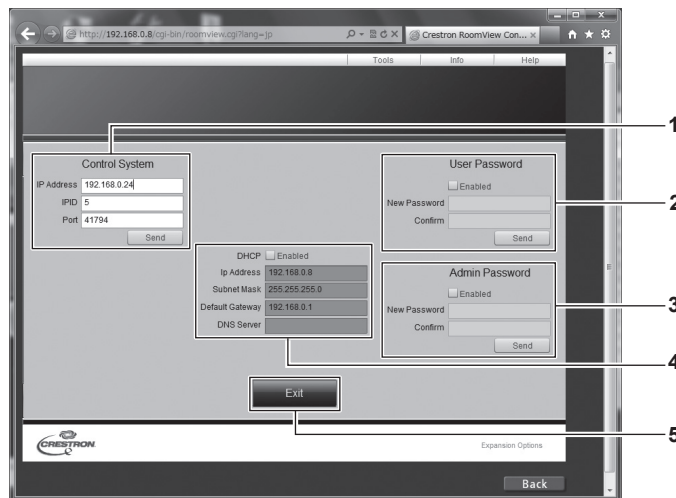 http://192.168.0.8/cgi-bin/roomview.cgi?lang=jp
Crestron RoomView Con... ×
Tools
Info
Help
1
Control System
IP Address 192.168.0.24
IPID 5
Port 41794
Send
User Password
Enabled
New Password
Confirm
Send
2
DHCP Enabled
Ip Address 192.168.0.8
Subnet Mask 255.255.255.0
Default Gateway 192.168.0.1
DNS Server
Admin Password
Enabled
New Password
Confirm
Send
3
4
Exit
5
CRESTRON
Expansion Options
Back